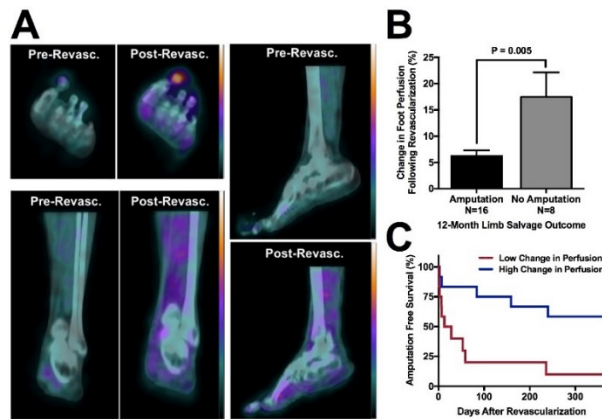 A
Pre-Revasc.
Post-Revasc.
Pre-Revasc.
Pre-Revasc.
Post-Revasc.
Post-Revasc.
B
P = 0.005
Change in Foot Perfusion
Following Revascularization (%)
25
20
15
10
5
0
Amputation
N=16
No Amputation
N=8
12-Month Limb Salvage Outcome
C
Low Change in Perfusion
High Change in Perfusion
Amputation Free Survival (%)
100
75
50
25
0
0
100
200
300
Days After Revascularization